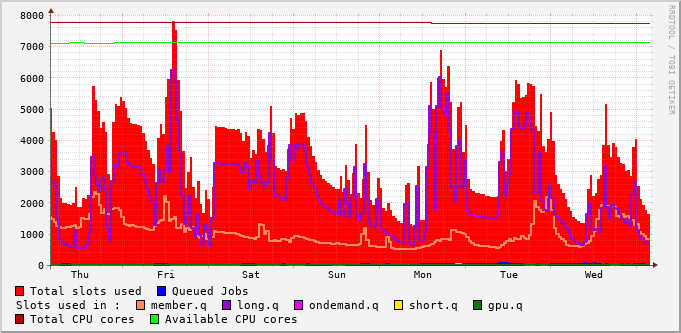 8000
7000
6000
5000
4000
3000
2000
1000
0
Thu Fri Sat Sun Mon Tue Wed
RRDTOOL / TOBI OETIKER
Total slots used Queued Jobs
Slots used in : member.q long.q ondemand.q short.q gpu.q
Total CPU cores Available CPU cores